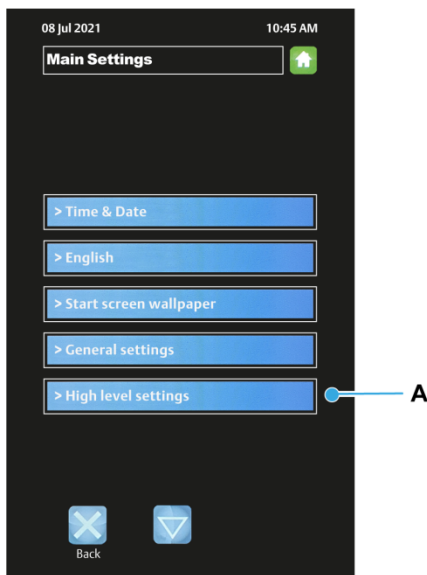 08 Jul 2021 10:45 AM
Main Settings
> Time & Date
> English
> Start screen wallpaper
> General settings
> High level settings
A
Back